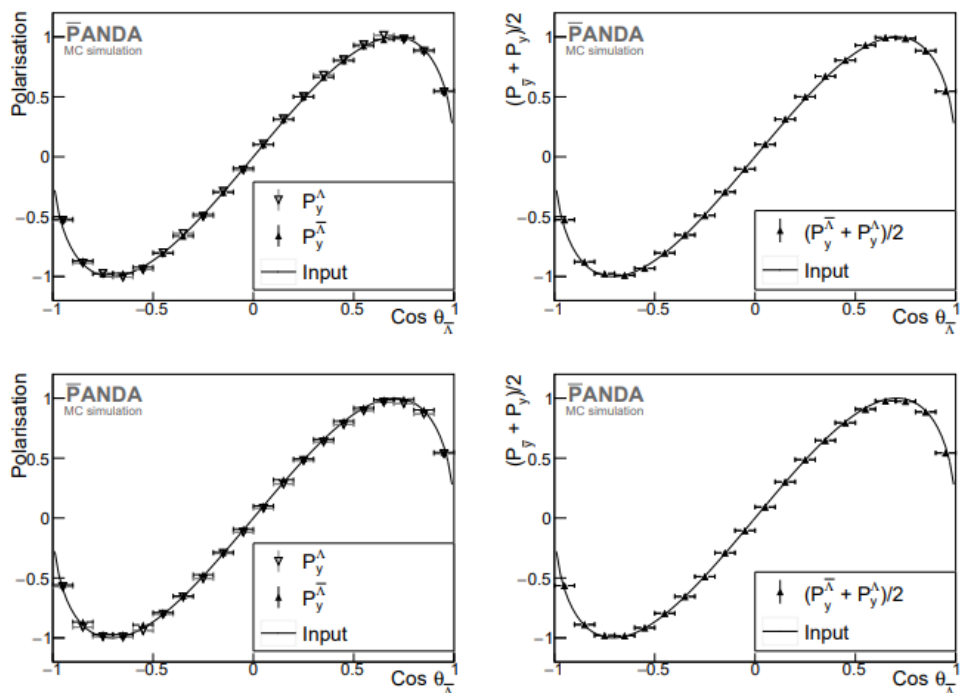 P̅ANDA
MC simulation
Polarisation
1
0.5
0
−0.5
−1
P_y^Λ
P_y^Λ̅
Input
−1 −0.5 0 0.5 1
Cos θ_Λ̅
P̅ANDA
MC simulation
(P_y̅ + P_y)/2
1
0.5
0
−0.5
−1
(P_y^Λ̅ + P_y^Λ)/2
Input
−1 −0.5 0 0.5 1
Cos θ_Λ̅
P̅ANDA
MC simulation
Polarisation
1
0.5
0
−0.5
−1
P_y^Λ
P_y^Λ̅
Input
−1 −0.5 0 0.5 1
Cos θ_Λ̅
P̅ANDA
MC simulation
(P_y̅ + P_y)/2
1
0.5
0
−0.5
−1
(P_y^Λ̅ + P_y^Λ)/2
Input
−1 −0.5 0 0.5 1
Cos θ_Λ̅